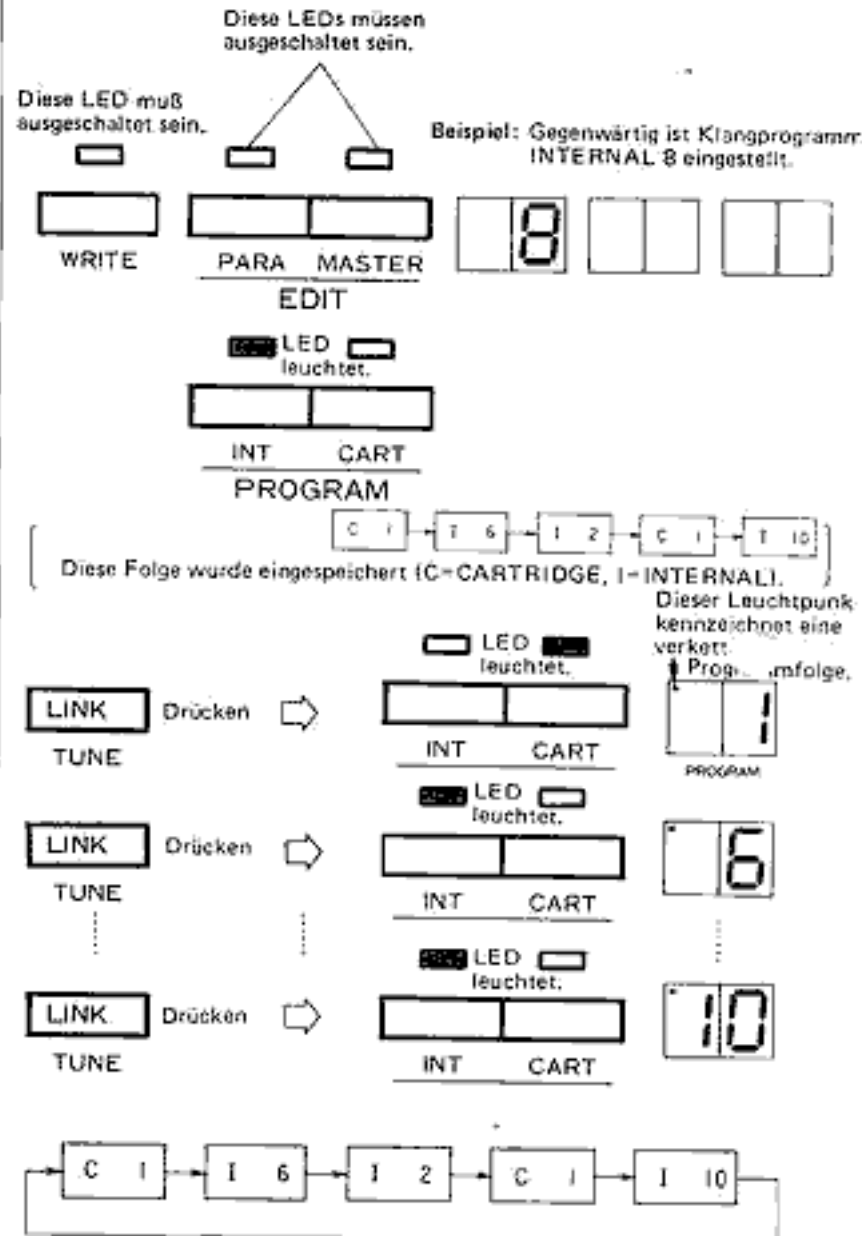 Diese LEDs müssen
ausgeschaltet sein.
Diese LED muß
ausgeschaltet sein.
Beispiel: Gegenwärtig ist Klangprogramm
INTERNAL 8 eingestellt.
8
WRITE
PARA MASTER
EDIT
LED
leuchtet.
INT CART
PROGRAM
C 1 I 6 I 2 C 1 I 10
Diese Folge wurde eingespeichert (C=CARTRIDGE, I=INTERNAL).
Dieser Leuchtpunk
kennzeichnet eine
verkett
Prog mfolge.
LED
leuchtet.
LINK Drücken
TUNE
INT CART
1
PROGRAM
LED
leuchtet.
LINK Drücken
TUNE
INT CART
6
LED
leuchtet.
LINK Drücken
TUNE
INT CART
10
C 1 I 6 I 2 C 1 I 10